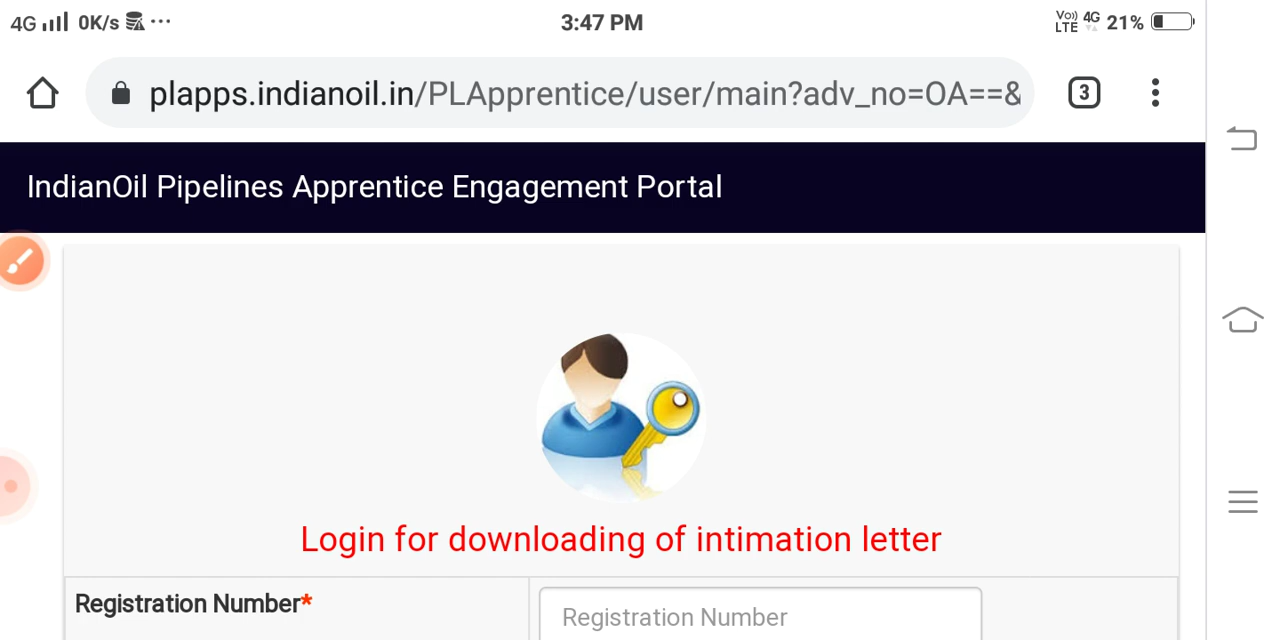 4G 0K/s ... 3:47 PM Vo)) LTE 4G 21%
plapps.indianoil.in/PLApprentice/user/main?adv_no=OA==& 3
IndianOil Pipelines Apprentice Engagement Portal
Login for downloading of intimation letter
Registration Number* Registration Number